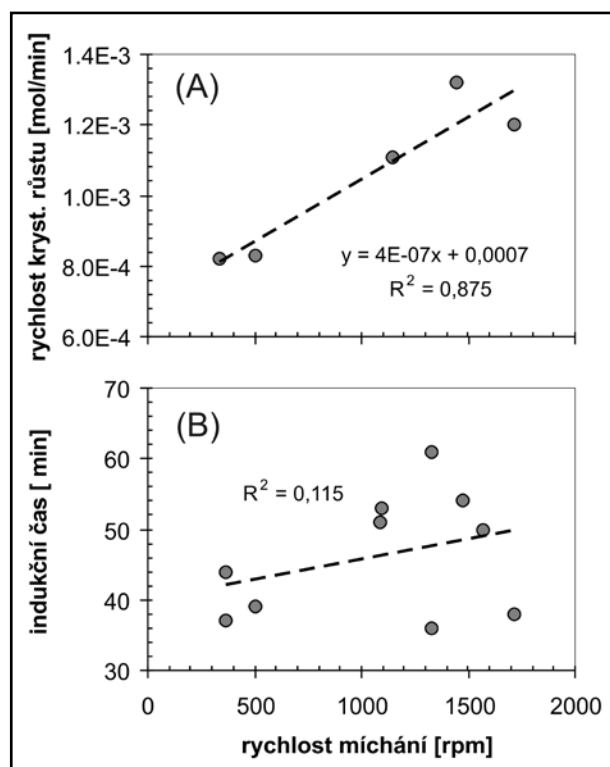 rychlost kryst. růstu [mol/min]
1.4E-3
1.2E-3
1.0E-3
8.0E-4
6.0E-4
(A)
y = 4E-07x + 0,0007
R² = 0,875
indukční čas [ min]
70
60
50
40
30
(B)
R² = 0,115
0 500 1000 1500 2000
rychlost míchání [rpm]